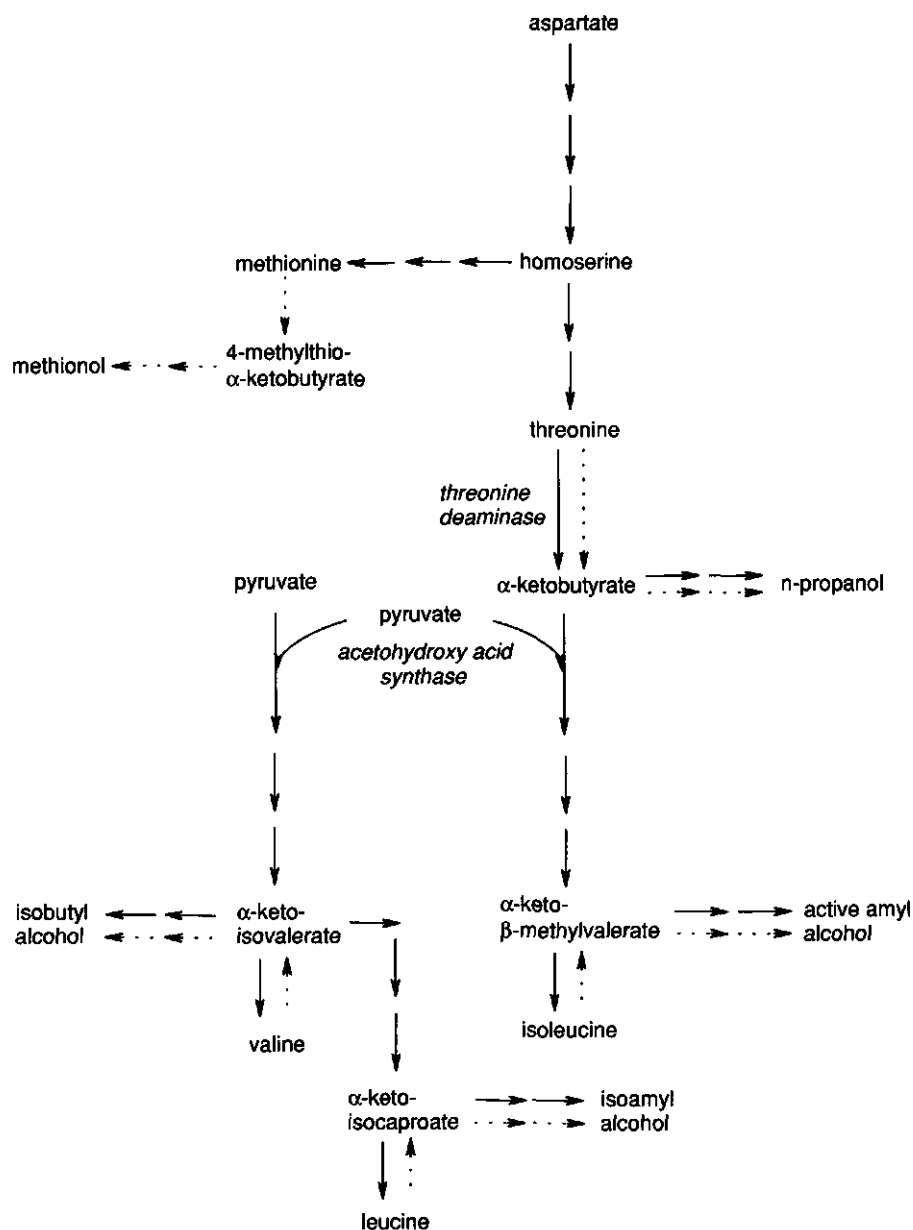 aspartate
methionine
homoserine
methionol
4-methylthio-
α-ketobutyrate
threonine
threonine
deaminase
pyruvate
α-ketobutyrate
n-propanol
pyruvate
acetohydroxy acid
synthase
isobutyl
alcohol
α-keto-
isovalerate
α-keto-
β-methylvalerate
active amyl
alcohol
valine
isoleucine
α-keto-
isocaproate
isoamyl
alcohol
leucine